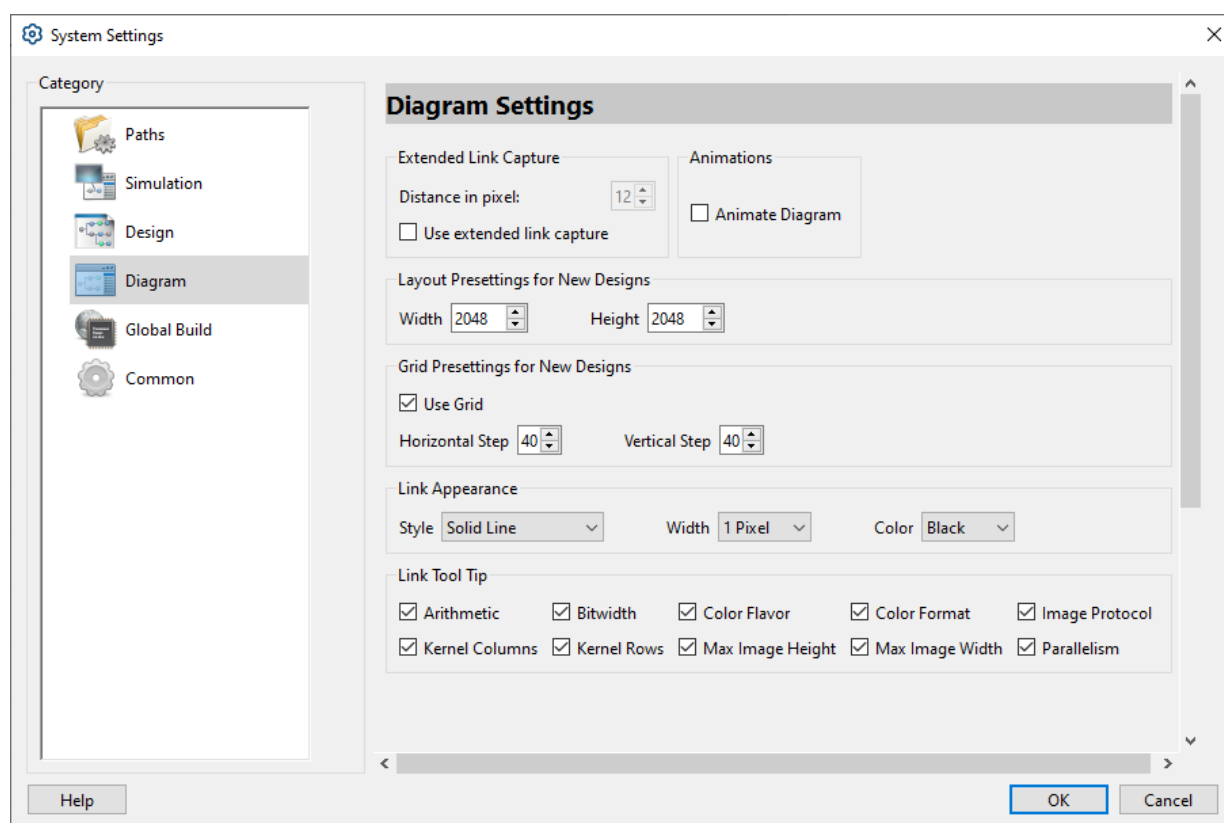 System Settings
Category
Paths
Simulation
Design
Diagram
Global Build
Common
Diagram Settings
Extended Link Capture
Distance in pixel: 12
Use extended link capture
Animations
Animate Diagram
Layout Presettings for New Designs
Width 2048 Height 2048
Grid Presettings for New Designs
Use Grid
Horizontal Step 40 Vertical Step 40
Link Appearance
Style Solid Line Width 1 Pixel Color Black
Link Tool Tip
Arithmetic Bitwidth Color Flavor Color Format Image Protocol
Kernel Columns Kernel Rows Max Image Height Max Image Width Parallelism
Help OK Cancel